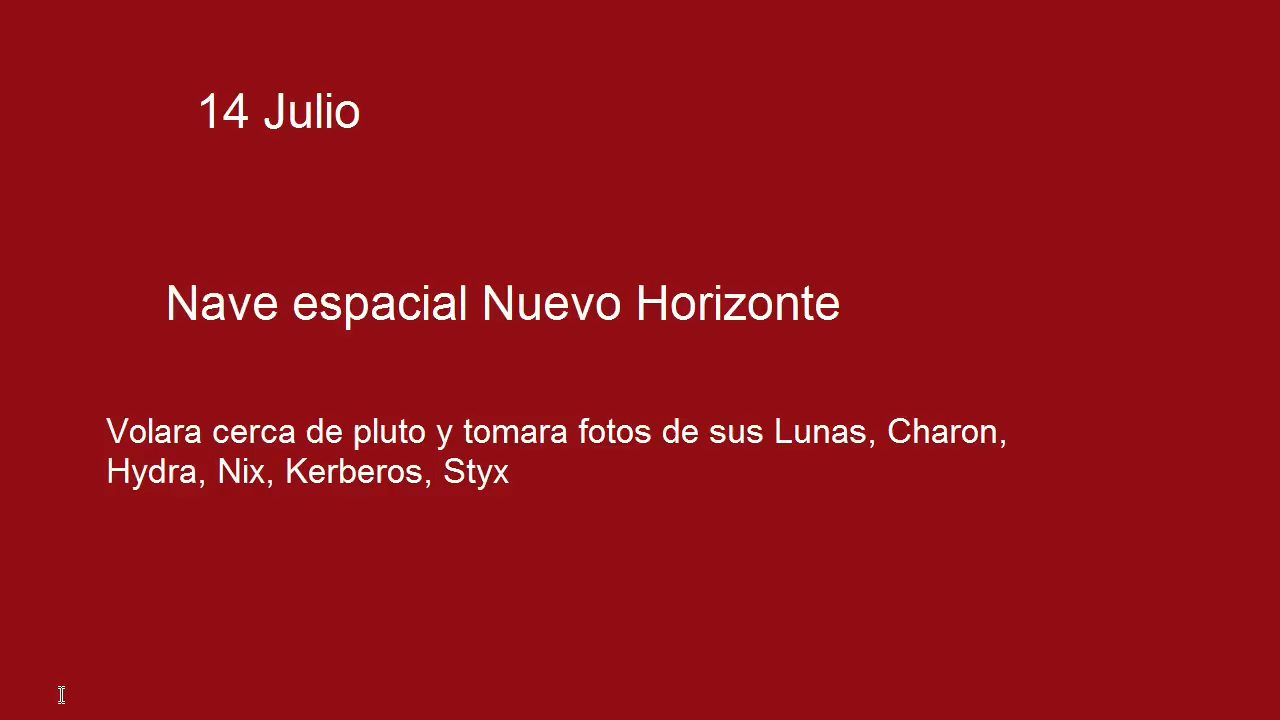 14 Julio
Nave espacial Nuevo Horizonte
Volara cerca de pluto y tomara fotos de sus Lunas, Charon,
Hydra, Nix, Kerberos, Styx